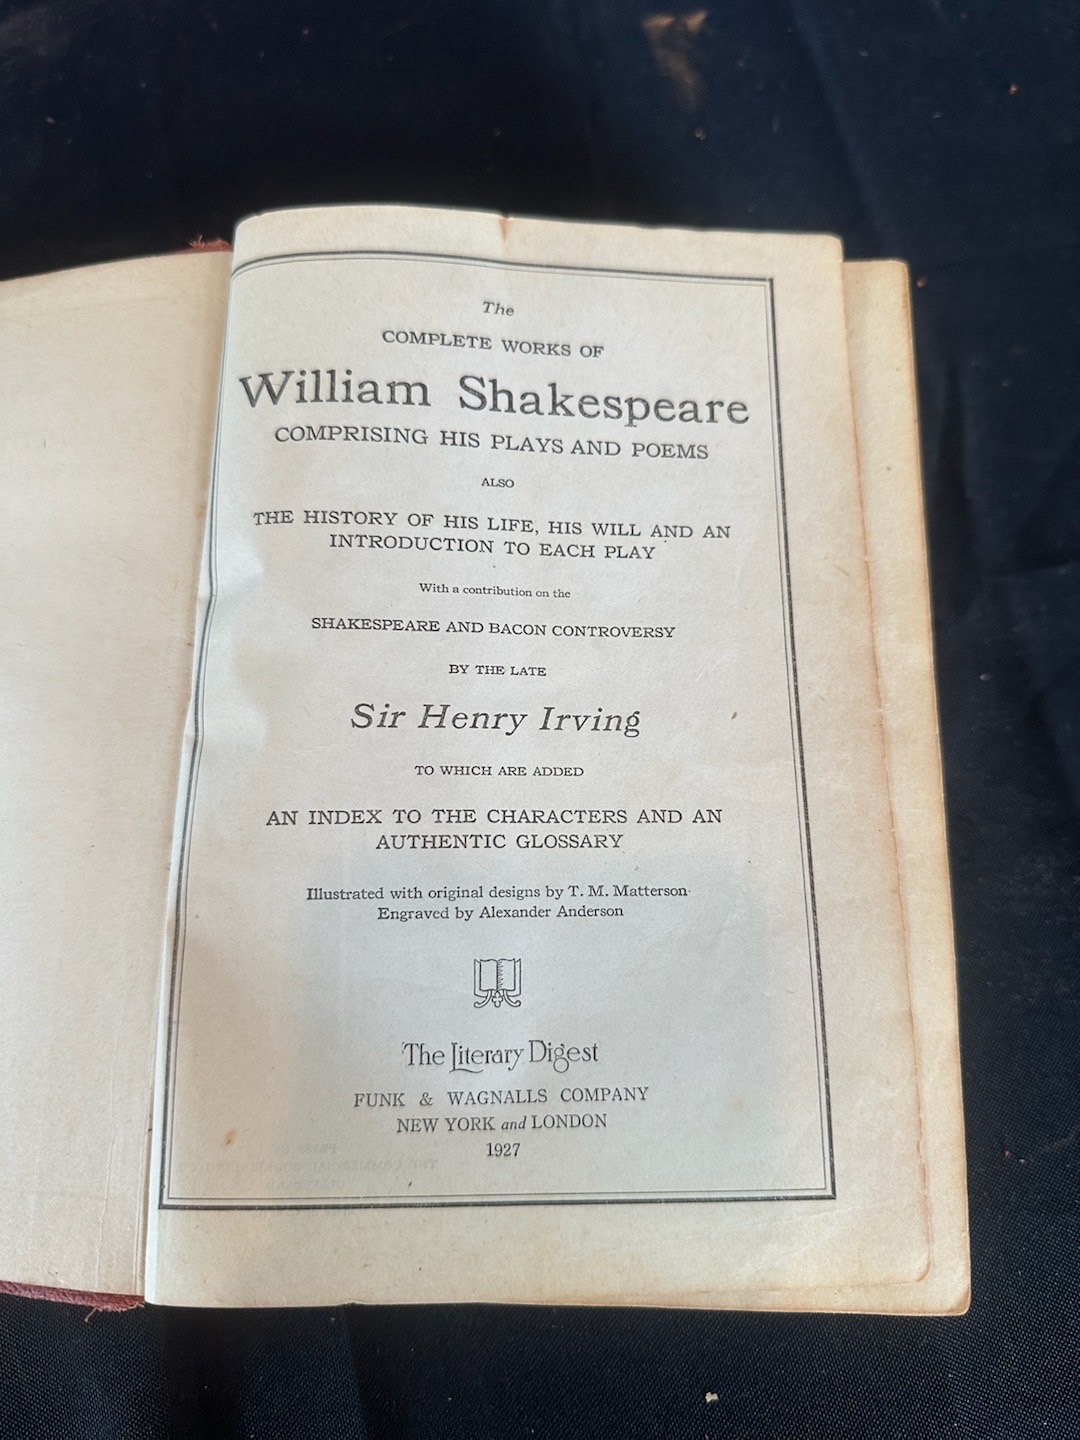 The
COMPLETE WORKS OF
William Shakespeare
COMPRISING HIS PLAYS AND POEMS
ALSO
THE HISTORY OF HIS LIFE, HIS WILL AND AN
INTRODUCTION TO EACH PLAY
With a contribution on the
SHAKESPEARE AND BACON CONTROVERSY
BY THE LATE
Sir Henry Irving
TO WHICH ARE ADDED
AN INDEX TO THE CHARACTERS AND AN
AUTHENTIC GLOSSARY
Illustrated with original designs by T. M. Matterson
Engraved by Alexander Anderson
The Literary Digest
FUNK & WAGNALLS COMPANY
NEW YORK and LONDON
1927